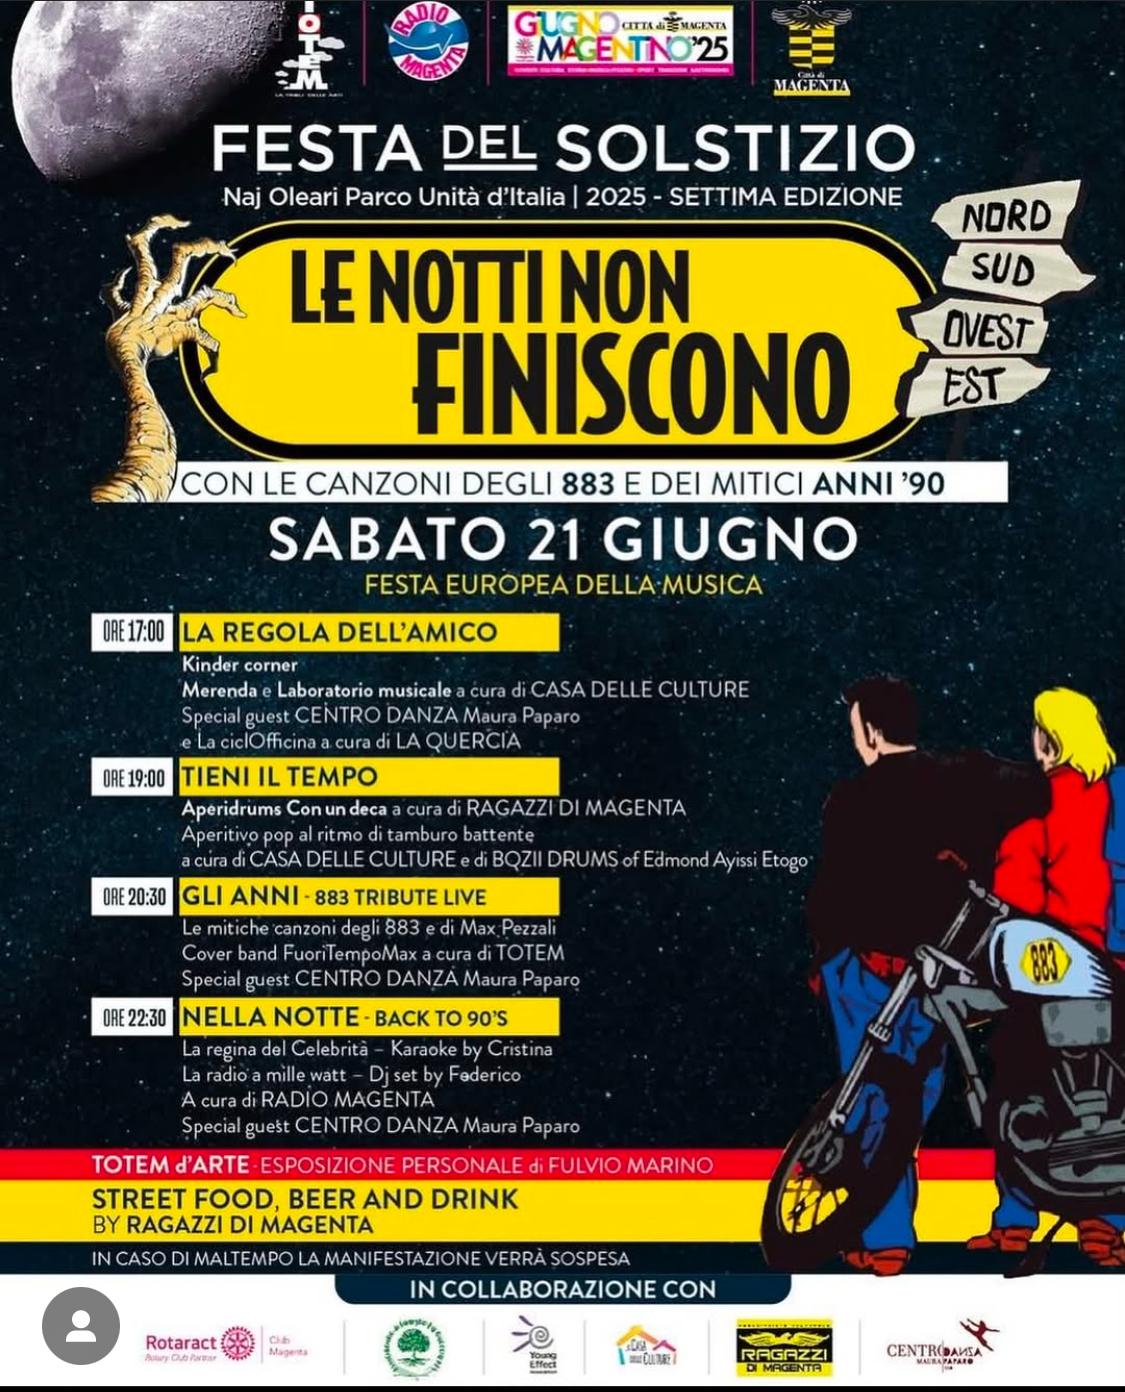 TOTEM
LA TRIBÙ DELLE ARTI
RADIO
MAGENTA
GIUGNO CITTÀ di MAGENTA
MAGENTINO '25
Città di
MAGENTA
FESTA DEL SOLSTIZIO
Naj Oleari Parco Unità d'Italia | 2025 - SETTIMA EDIZIONE
NORD
SUD
OVEST
EST
LE NOTTI NON
FINISCONO
CON LE CANZONI DEGLI 883 E DEI MITICI ANNI '90
SABATO 21 GIUGNO
FESTA EUROPEA DELLA MUSICA
ORE 17:00 LA REGOLA DELL'AMICO
Kinder corner
Merenda e Laboratorio musicale a cura di CASA DELLE CULTURE
Special guest CENTRO DANZA Maura Paparo
e La ciclOfficina a cura di LA QUERCIA
ORE 19:00 TIENI IL TEMPO
Aperidrums Con un deca a cura di RAGAZZI DI MAGENTA
Aperitivo pop al ritmo di tamburo battente
a cura di CASA DELLE CULTURE e di BQZII DRUMS of Edmond Ayissi Etogo
ORE 20:30 GLI ANNI - 883 TRIBUTE LIVE
Le mitiche canzoni degli 883 e di Max Pezzali
Cover band FuoriTempoMax a cura di TOTEM
Special guest CENTRO DANZA Maura Paparo
883
ORE 22:30 NELLA NOTTE - BACK TO 90'S
La regina del Celebrità – Karaoke by Cristina
La radio a mille watt – Dj set by Federico
A cura di RADIO MAGENTA
Special guest CENTRO DANZA Maura Paparo
TOTEM d'ARTE - ESPOSIZIONE PERSONALE di FULVIO MARINO
STREET FOOD, BEER AND DRINK
BY RAGAZZI DI MAGENTA
IN CASO DI MALTEMPO LA MANIFESTAZIONE VERRÀ SOSPESA
IN COLLABORAZIONE CON
Rotaract
Rotary Club Partner
Club
Magenta
Young
Effect
CASA
delle CULTURE
RAGAZZI
DI MAGENTA
CENTRO DANZA
MAURA PAPARO